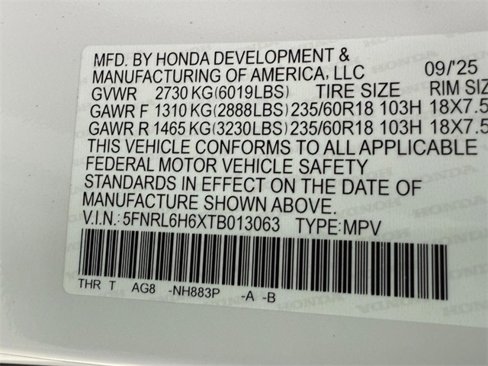 MFD. BY HONDA DEVELOPMENT &
MANUFACTURING OF AMERICA, LLC 09/'25
GVWR 2730 KG(6019LBS) TIRE SIZE RIM SIZ
GAWR F 1310 KG(2888LBS) 235/60R18 103H 18X7.5
GAWR R 1465 KG(3230LBS) 235/60R18 103H 18X7.5
THIS VEHICLE CONFORMS TO ALL APPLICABLE
FEDERAL MOTOR VEHICLE SAFETY
STANDARDS IN EFFECT ON THE DATE OF
MANUFACTURE SHOWN ABOVE.
V.I.N.: 5FNRL6H6XTB013063 TYPE:MPV
THR T AG8 -NH883P -A -B